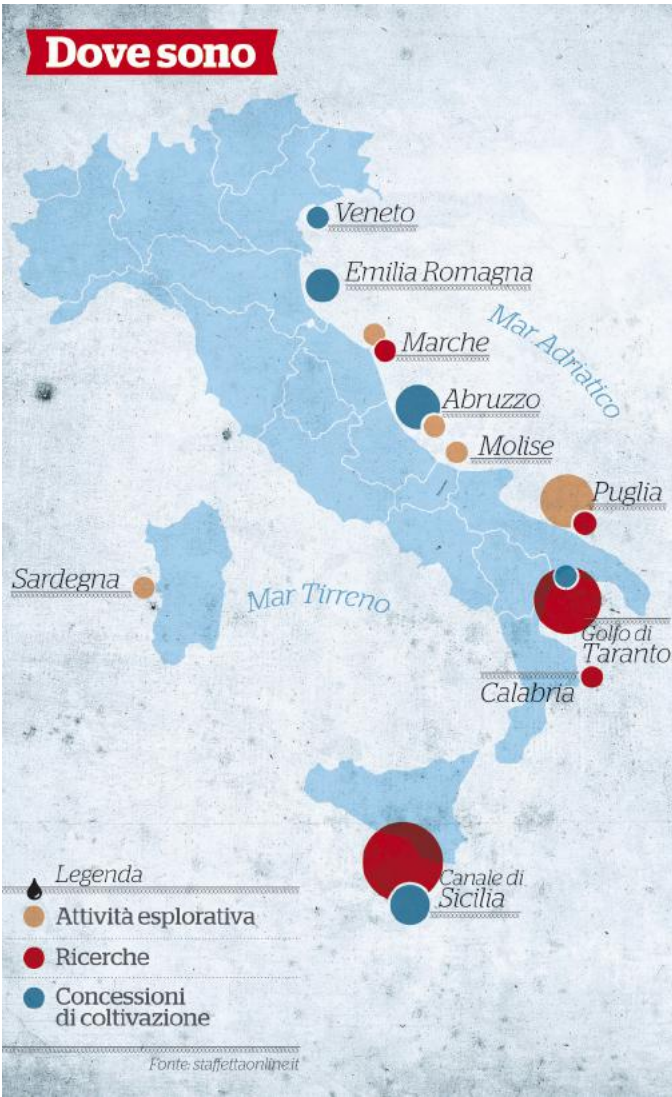 Dove sono
Veneto
Emilia Romagna
Mar Adriatico
Marche
Abruzzo
Molise
Puglia
Sardegna
Mar Tirreno
Golfo di
Taranto
Calabria
Canale di
Sicilia
Legenda
Attività esplorativa
Ricerche
Concessioni
di coltivazione
Fonte: staffettaonline.it